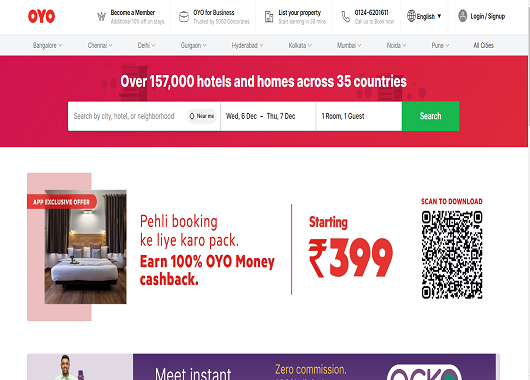 OYO
Become a Member
Additional 10% off on stays
OYO for Business
Trusted by 5000 Corporates
List your property
Start earning in 30 mins
0124-6201611
Call us to Book now
English
Login / Signup
Bangalore
Chennai
Delhi
Gurgaon
Hyderabad
Kolkata
Mumbai
Noida
Pune
All Cities
Over 157,000 hotels and homes across 35 countries
Search by city, hotel, or neighborhood
Near me
Wed, 6 Dec – Thu, 7 Dec
1 Room, 1 Guest
Search
APP EXCLUSIVE OFFER
Pehli booking
ke liye karo pack.
Earn 100% OYO Money
cashback.
Starting
₹399
SCAN TO DOWNLOAD
Meet instant
Zero commission.